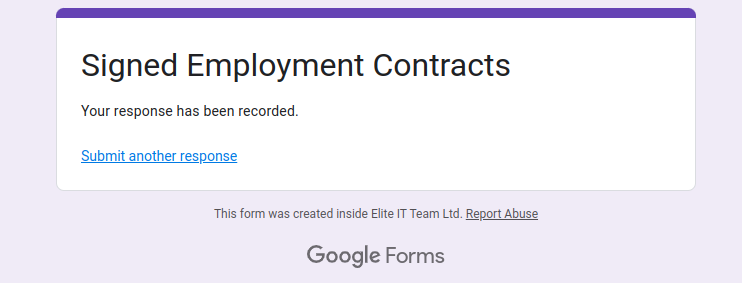 Signed Employment Contracts
Your response has been recorded.
Submit another response
This form was created inside Elite IT Team Ltd. Report Abuse
Google Forms